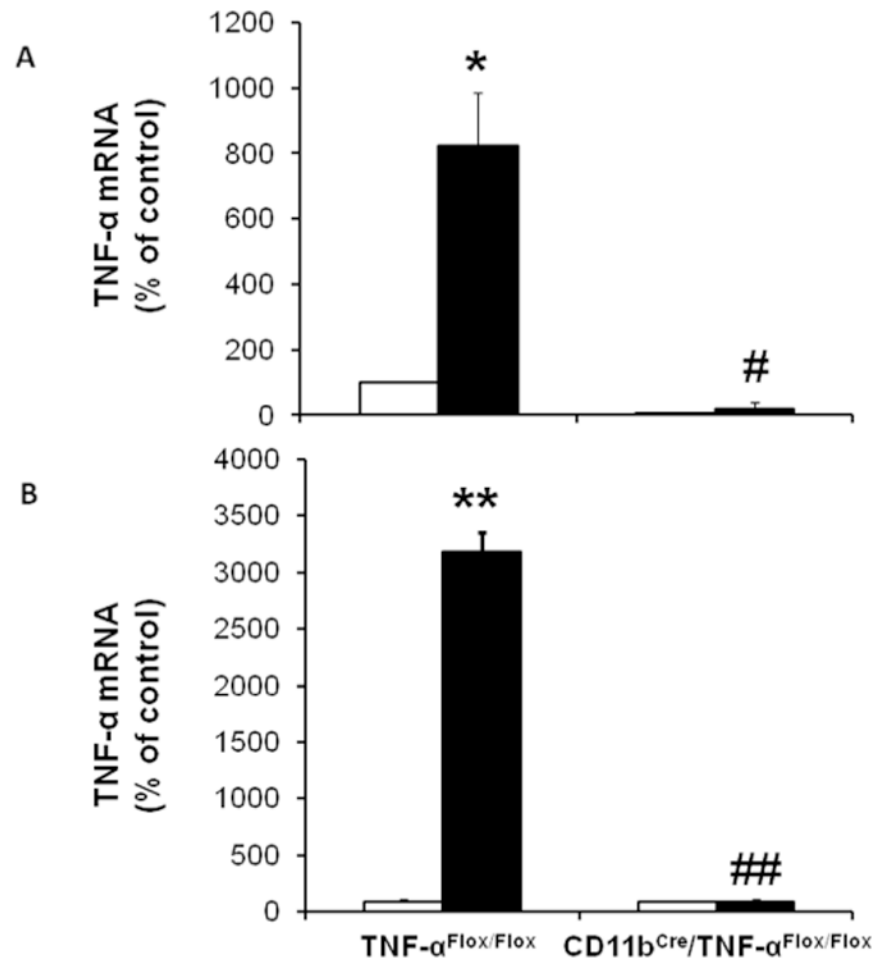 A
TNF-α mRNA
(% of control)
1200
1000
800
600
400
200
0
*
#
B
TNF-α mRNA
(% of control)
4000
3500
3000
2500
2000
1500
1000
500
0
**
##
TNF-α^Flox/Flox CD11b^Cre/TNF-α^Flox/Flox